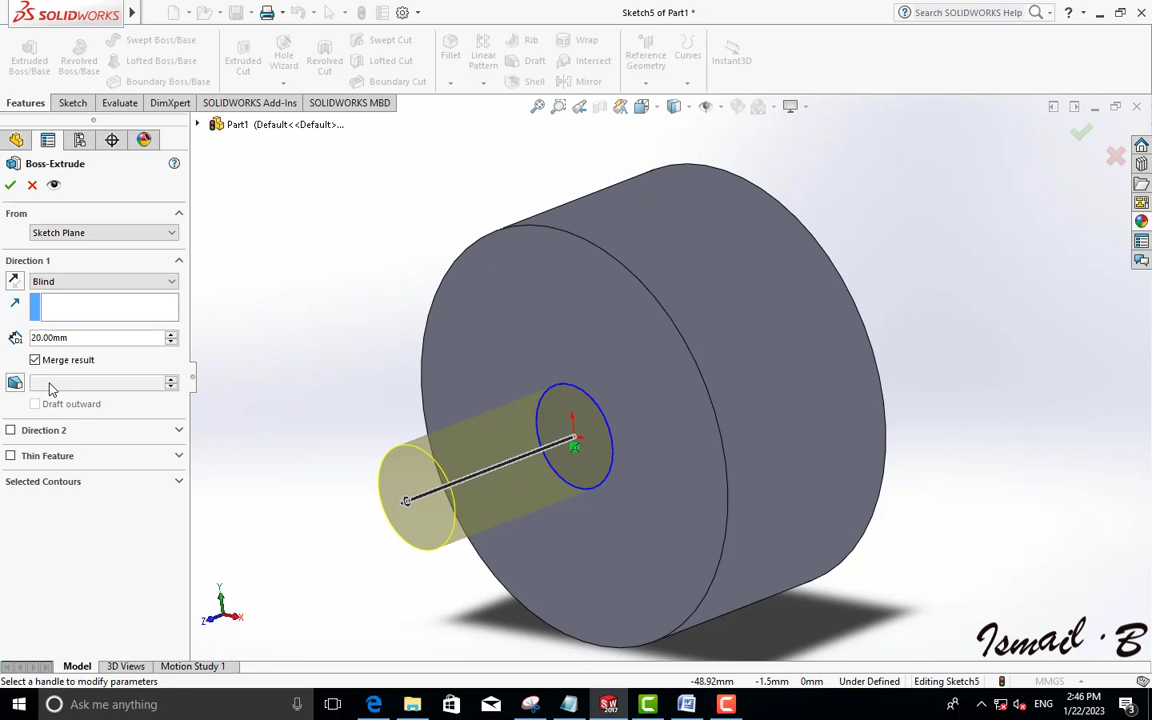 SOLIDWORKS
Sketch5 of Part1 *
Search SOLIDWORKS Help
Extruded Boss/Base
Revolved Boss/Base
Swept Boss/Base
Lofted Boss/Base
Boundary Boss/Base
Extruded Cut
Hole Wizard
Revolved Cut
Swept Cut
Lofted Cut
Boundary Cut
Fillet
Linear Pattern
Rib
Draft
Shell
Wrap
Intersect
Mirror
Reference Geometry
Curves
Instant3D
Features
Sketch
Evaluate
DimXpert
SOLIDWORKS Add-Ins
SOLIDWORKS MBD
Part1 (Default<<Default>...
Boss-Extrude
From
Sketch Plane
Direction 1
Blind
20.00mm
Merge result
Draft outward
Direction 2
Thin Feature
Selected Contours
Y
Z
X
Ismail . B
Model
3D Views
Motion Study 1
Select a handle to modify parameters
-48.92mm
-1.5mm
0mm
Under Defined
Editing Sketch5
MMGS
Ask me anything
SW
2017
ENG
2:46 PM
1/22/2023
3